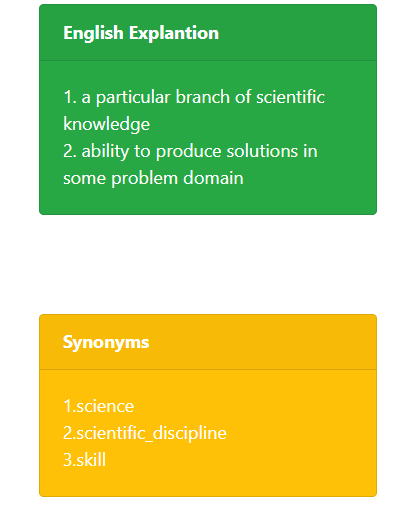 English Explantion
1. a particular branch of scientific
knowledge
2. ability to produce solutions in
some problem domain
Synonyms
1.science
2.scientific_discipline
3.skill